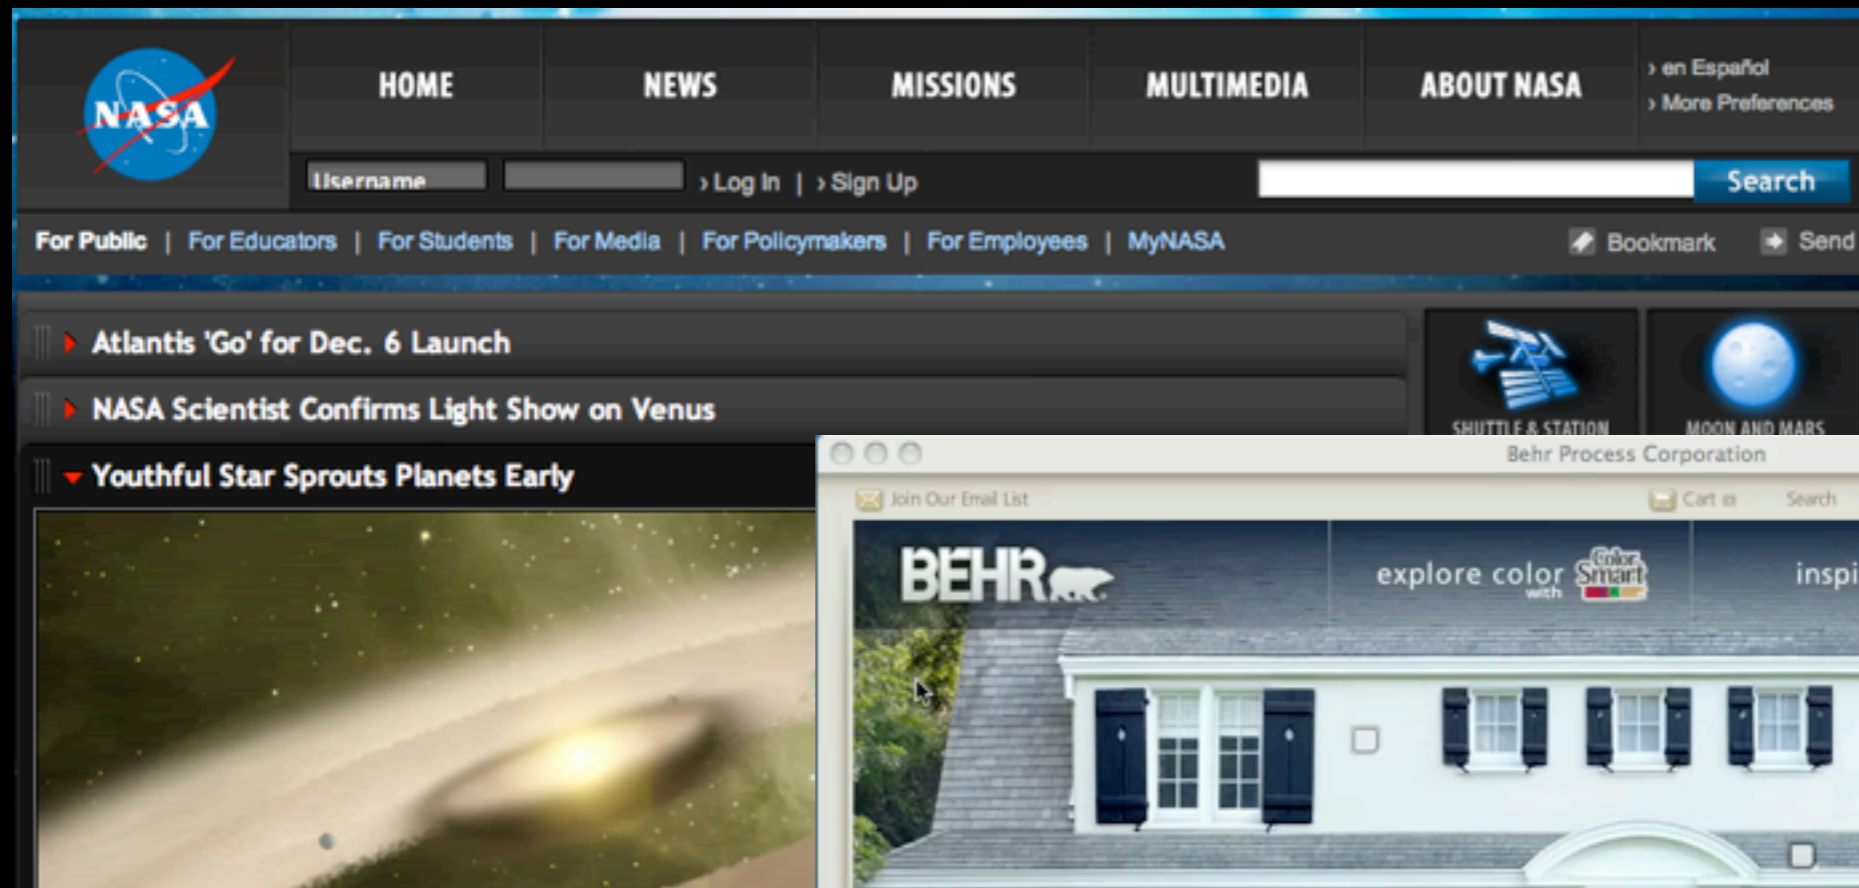 NASA
HOME
NEWS
MISSIONS
MULTIMEDIA
ABOUT NASA
› en Español
› More Preferences
Username
› Log In | › Sign Up
Search
For Public | For Educators | For Students | For Media | For Policymakers | For Employees | MyNASA
Bookmark
Send
Atlantis 'Go' for Dec. 6 Launch
NASA Scientist Confirms Light Show on Venus
SHUTTLE & STATION
MOON AND MARS
Youthful Star Sprouts Planets Early
Behr Process Corporation
Join Our Email List
Cart
Search
BEHR
explore color with
Color Smart
inspi